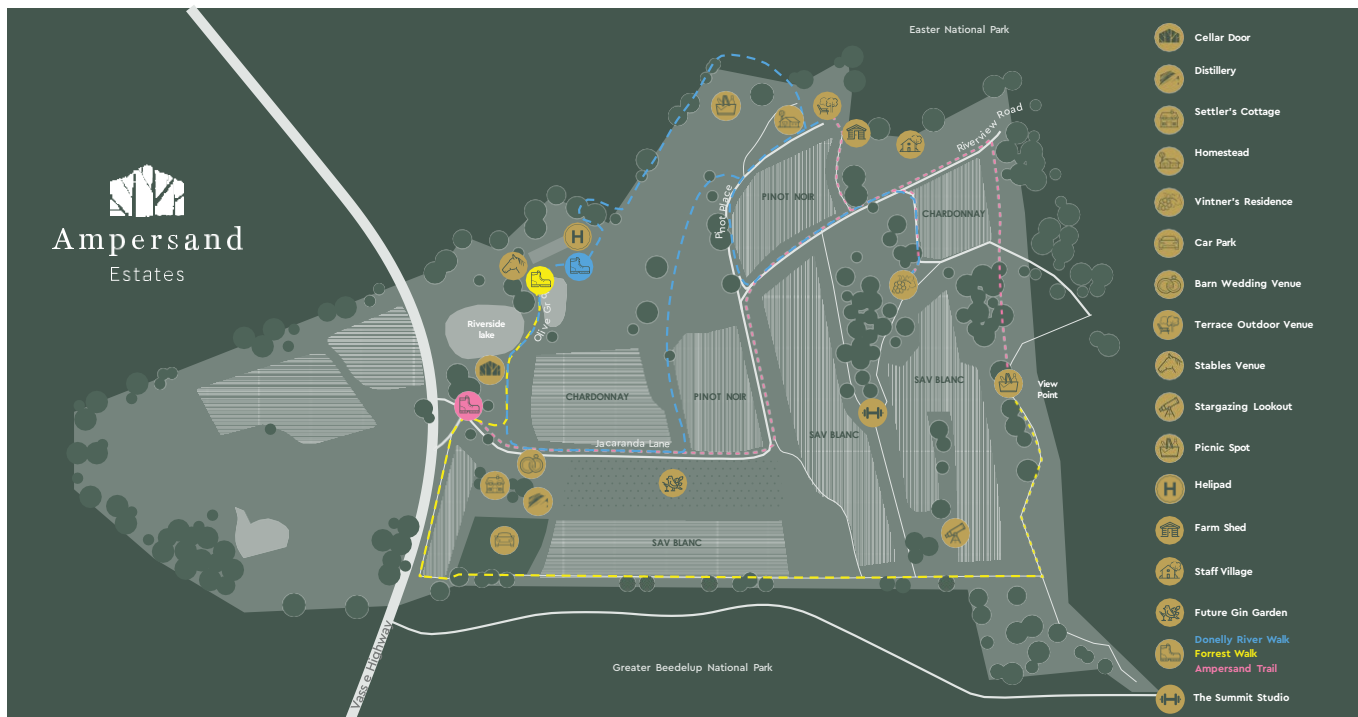 Easter National Park
Ampersand
Estates
Riverview Road
Pinot Place
PINOT NOIR
CHARDONNAY
H
Riverside
lake
Olive Gr
CHARDONNAY
PINOT NOIR
SAV BLANC
SAV BLANC
View
Point
Jacaranda Lane
SAV BLANC
Vasse Highway
Greater Beedelup National Park
Cellar Door
Distillery
Settler's Cottage
Homestead
Vintner's Residence
Car Park
Barn Wedding Venue
Terrace Outdoor Venue
Stables Venue
Stargazing Lookout
Picnic Spot
H
Helipad
Farm Shed
Staff Village
Future Gin Garden
Donelly River Walk
Forrest Walk
Ampersand Trail
The Summit Studio